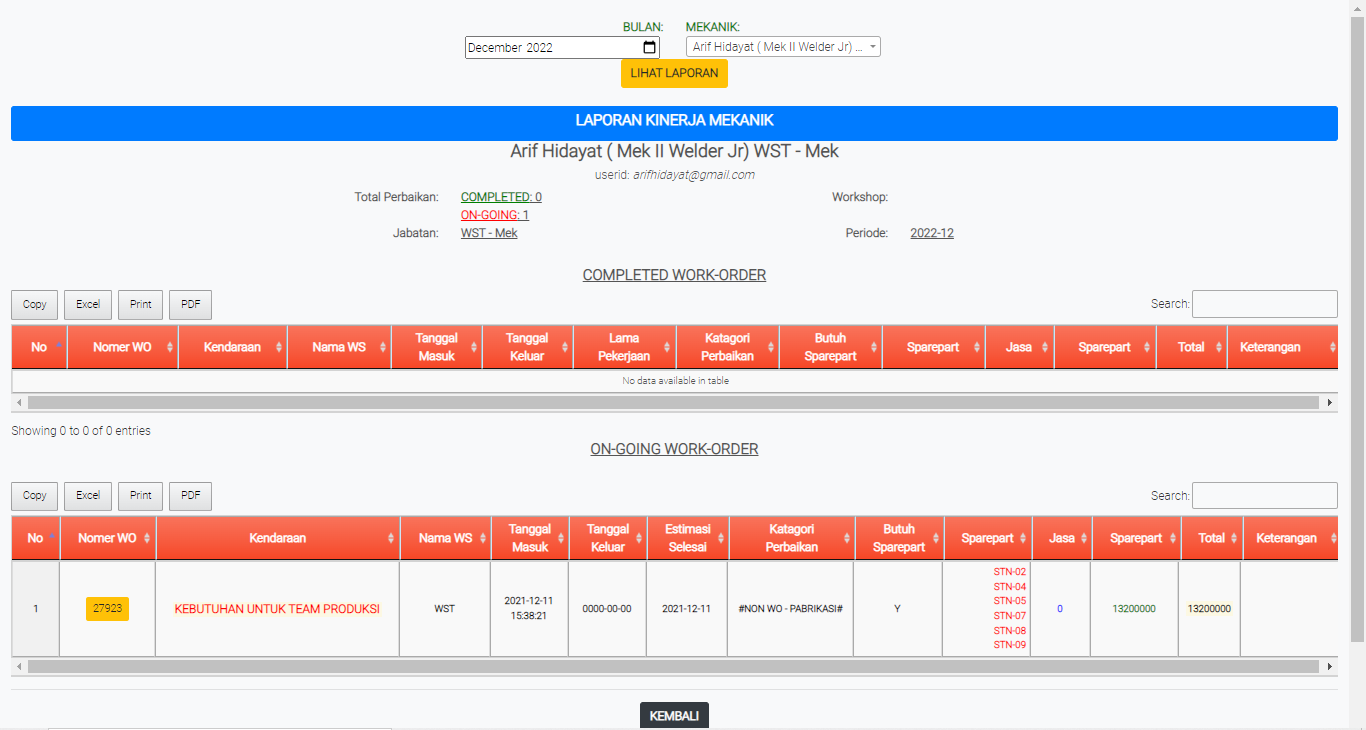 BULAN: MEKANIK:
December 2022 Arif Hidayat ( Mek II Welder Jr) ...
LIHAT LAPORAN
LAPORAN KINERJA MEKANIK
Arif Hidayat ( Mek II Welder Jr) WST - Mek
userid: arifhidayat@gmail.com
Total Perbaikan: COMPLETED: 0 Workshop:
ON-GOING: 1
Jabatan: WST - Mek Periode: 2022-12
COMPLETED WORK-ORDER
Copy Excel Print PDF Search:
No Nomer WO Kendaraan Nama WS Tanggal Masuk Tanggal Keluar Lama Pekerjaan Katagori Perbaikan Butuh Sparepart Sparepart Jasa Sparepart Total Keterangan
No data available in table
Showing 0 to 0 of 0 entries
ON-GOING WORK-ORDER
Copy Excel Print PDF Search:
No Nomer WO Kendaraan Nama WS Tanggal Masuk Tanggal Keluar Estimasi Selesai Katagori Perbaikan Butuh Sparepart Sparepart Jasa Sparepart Total Keterangan
1 27923 KEBUTUHAN UNTUK TEAM PRODUKSI WST 2021-12-11 15:38:21 0000-00-00 2021-12-11 #NON WO - PABRIKASI# Y STN-02 STN-04 STN-05 STN-07 STN-08 STN-09 0 13200000 13200000
KEMBALI